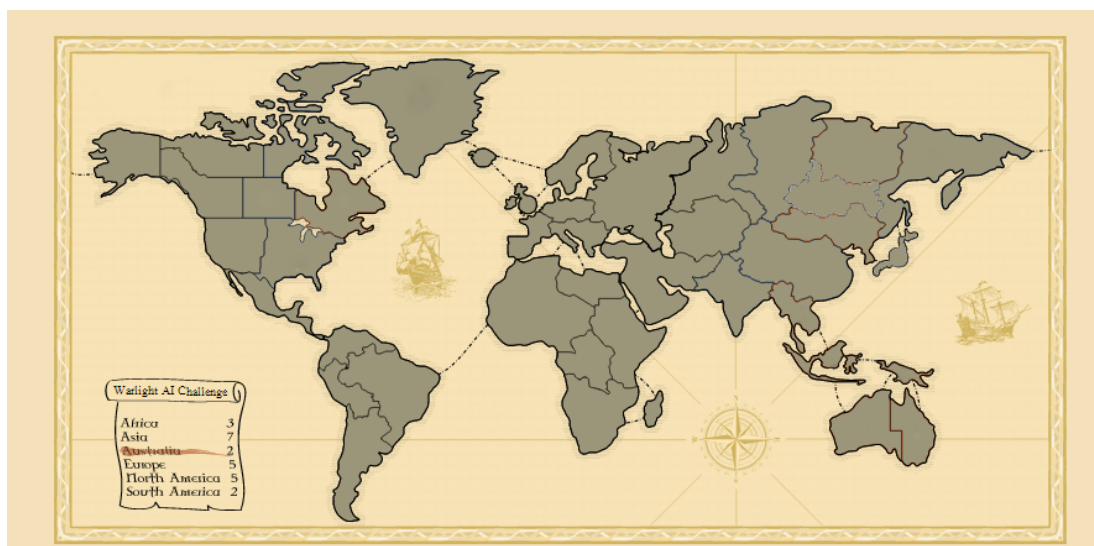 Warlight AI Challenge
Africa 3
Asia 7
Australia 2
Europe 5
North America 5
South America 2